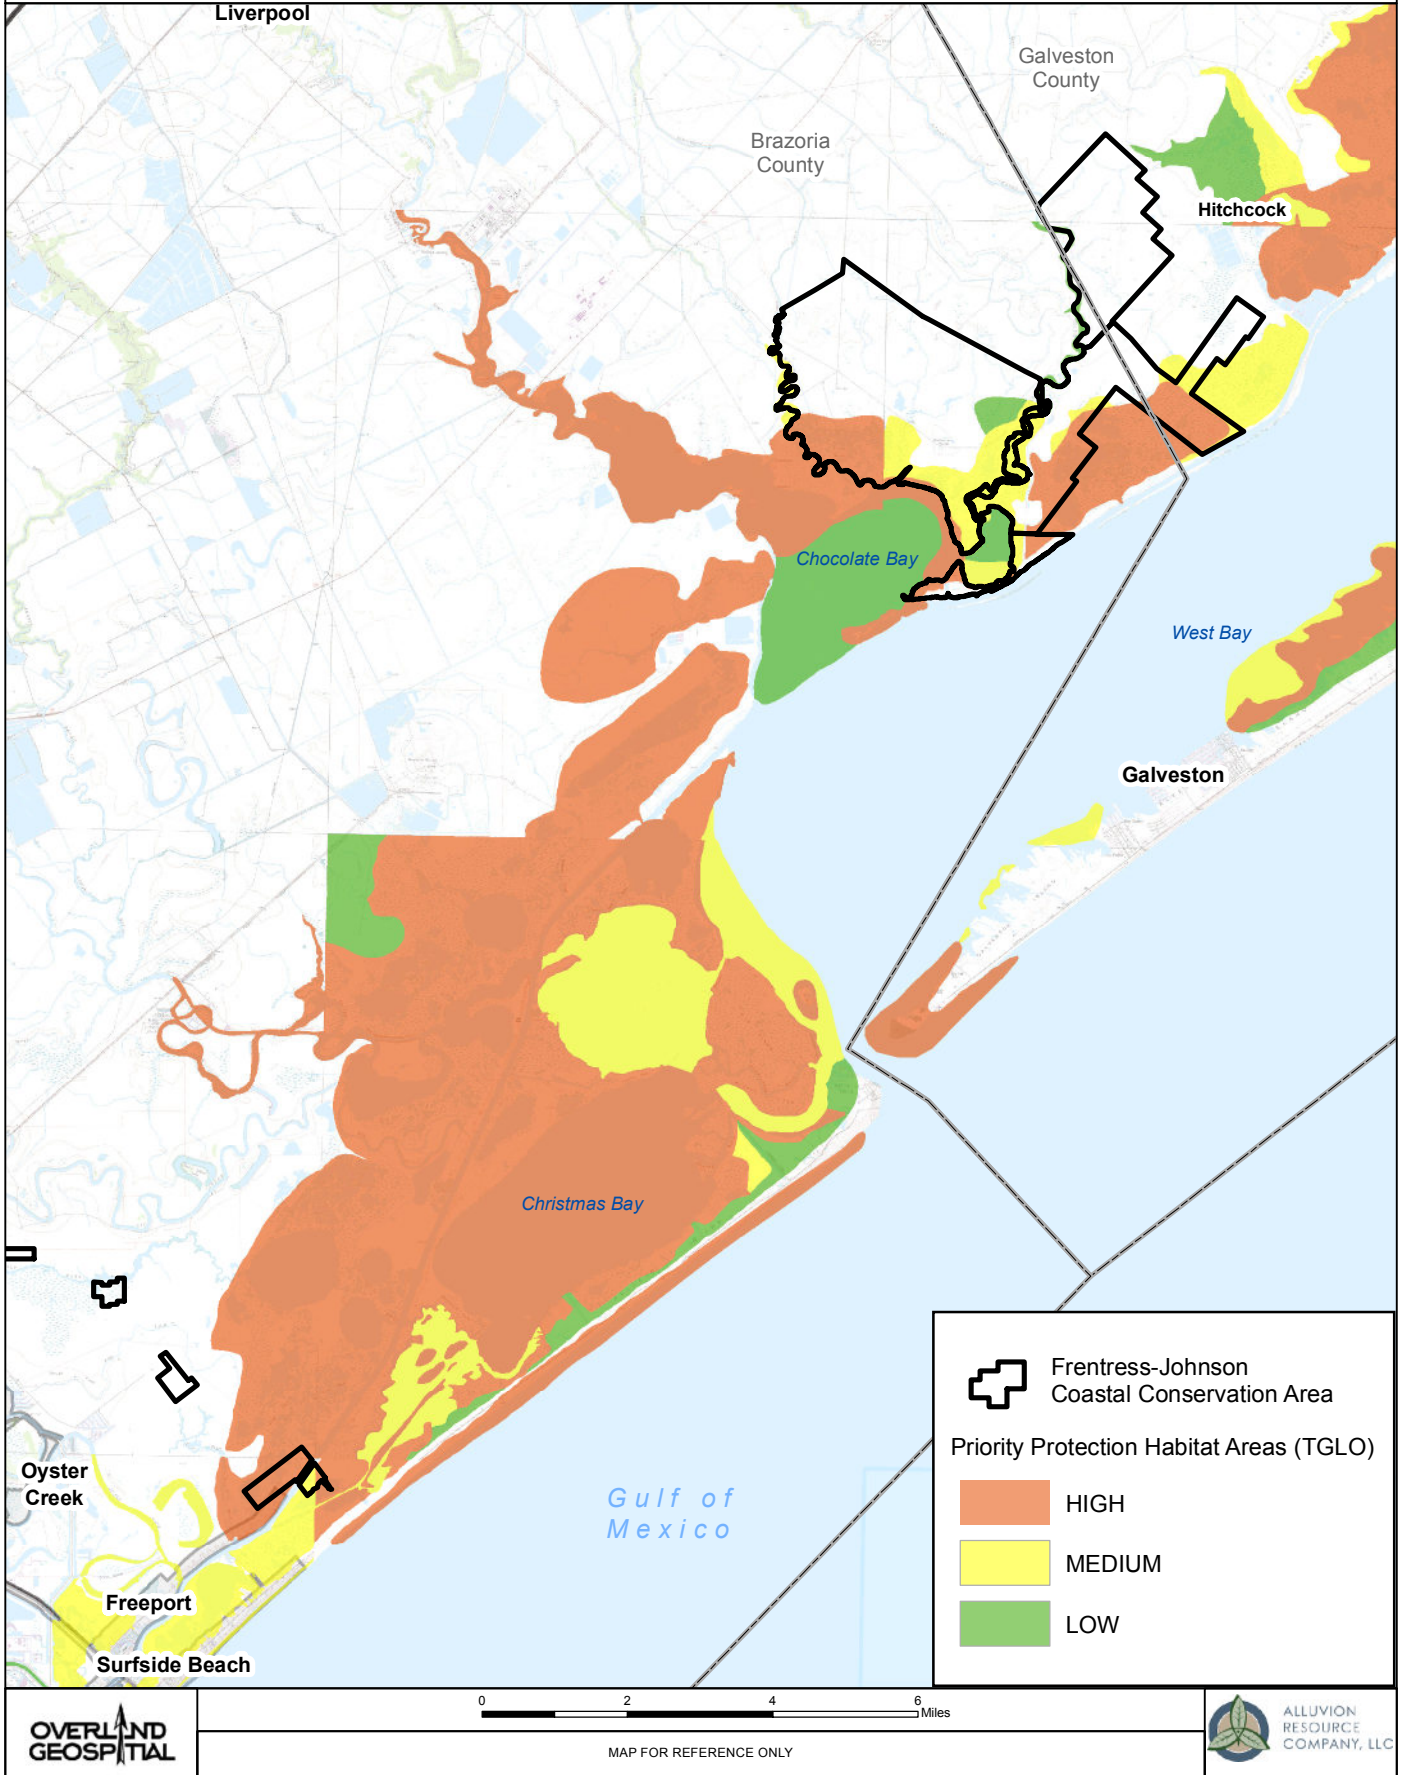 Liverpool
Galveston
County
Brazoria
County
Hitchcock
Chocolate Bay
West Bay
Galveston
Christmas Bay
Oyster
Creek
Gulf of
Mexico
Freeport
Surfside Beach
Frentress-Johnson
Coastal Conservation Area
Priority Protection Habitat Areas (TGLO)
HIGH
MEDIUM
LOW
OVERLAND
GEOSPATIAL
0 2 4 6
Miles
MAP FOR REFERENCE ONLY
ALLUVION
RESOURCE
COMPANY, LLC